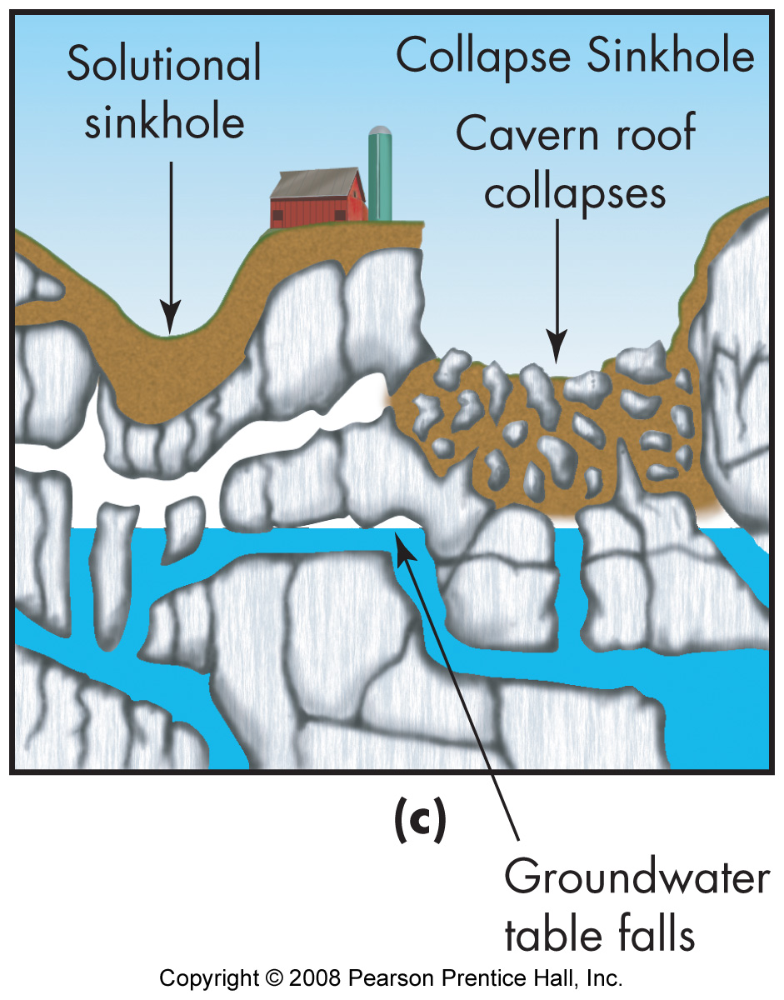 Solutional
sinkhole
Collapse Sinkhole
Cavern roof
collapses
(c)
Groundwater
table falls
Copyright © 2008 Pearson Prentice Hall, Inc.